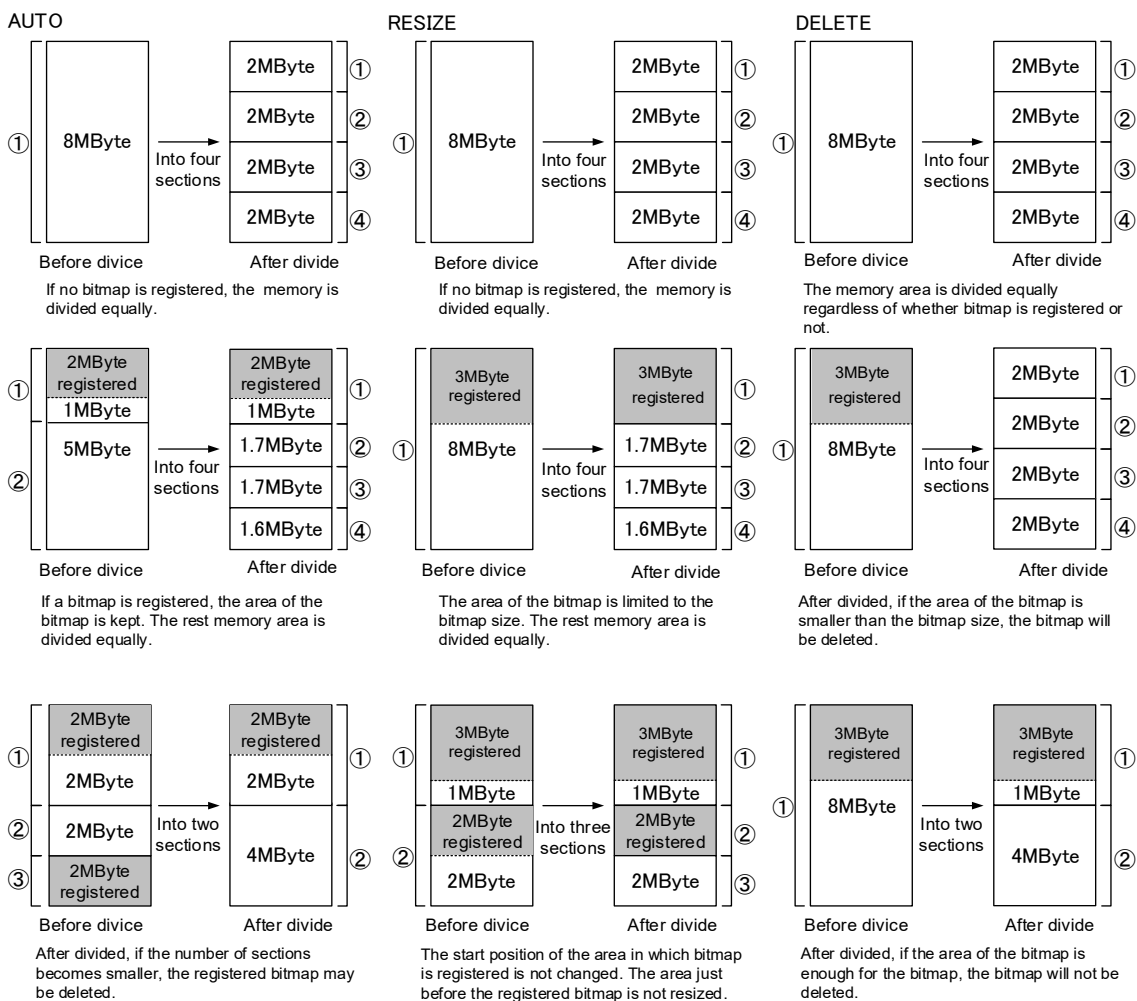 AUTO
RESIZE
DELETE
①
8MByte
Into four
sections
2MByte
①
2MByte
②
2MByte
③
2MByte
④
Before divice
After divide
If no bitmap is registered, the memory is
divided equally.
①
8MByte
Into four
sections
2MByte
①
2MByte
②
2MByte
③
2MByte
④
Before divice
After divide
If no bitmap is registered, the memory is
divided equally.
①
8MByte
Into four
sections
2MByte
①
2MByte
②
2MByte
③
2MByte
④
Before divice
After divide
The memory area is divided equally
regardless of whether bitmap is registered or
not.
①
2MByte
registered
1MByte
②
5MByte
Into four
sections
2MByte
registered
1MByte
①
1.7MByte
②
1.7MByte
③
1.6MByte
④
Before divice
After divide
If a bitmap is registered, the area of the
bitmap is kept. The rest memory area is
divided equally.
①
3MByte
registered
8MByte
Into four
sections
3MByte
registered
①
1.7MByte
②
1.7MByte
③
1.6MByte
④
Before divice
After divide
The area of the bitmap is limited to the
bitmap size. The rest memory area is
divided equally.
①
3MByte
registered
8MByte
Into four
sections
2MByte
①
2MByte
②
2MByte
③
2MByte
④
Before divice
After divide
After divided, if the area of the bitmap is
smaller than the bitmap size, the bitmap will
be deleted.
①
2MByte
registered
2MByte
②
2MByte
③
2MByte
registered
Into two
sections
2MByte
registered
2MByte
①
4MByte
②
Before divice
After divide
After divided, if the number of sections
becomes smaller, the registered bitmap may
be deleted.
①
3MByte
registered
1MByte
②
2MByte
registered
2MByte
Into three
sections
3MByte
registered
1MByte
①
2MByte
registered
②
2MByte
③
Before divice
After divide
The start position of the area in which bitmap
is registered is not changed. The area just
before the registered bitmap is not resized.
①
3MByte
registered
8MByte
Into two
sections
3MByte
registered
1MByte
①
4MByte
②
Before divice
After divide
After divided, if the area of the bitmap is
enough for the bitmap, the bitmap will not be
deleted.